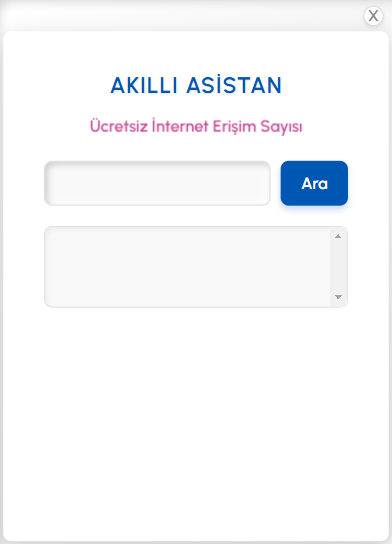 X
AKILLI ASİSTAN
Ücretsiz İnternet Erişim Sayısı
Ara